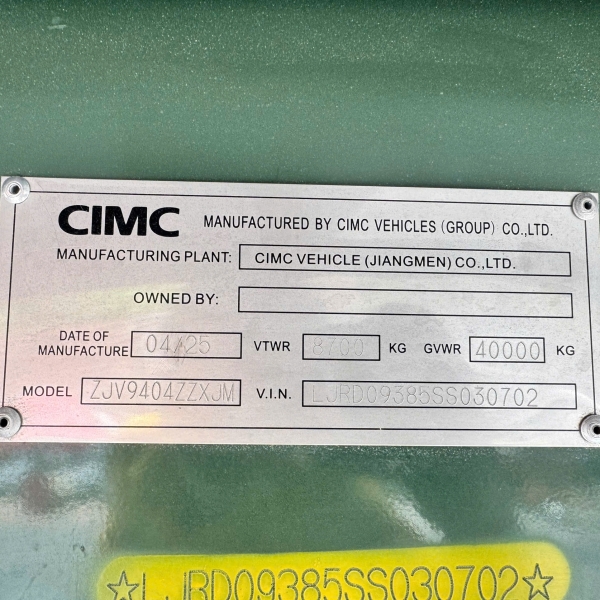 CIMC MANUFACTURED BY CIMC VEHICLES (GROUP) CO.,LTD.
MANUFACTURING PLANT: CIMC VEHICLE (JIANGMEN) CO.,LTD.
OWNED BY:
DATE OF MANUFACTURE 04/25 VTWR 8700 KG GVWR 40000 KG
MODEL ZJV9404ZZXJM V.I.N. LJRD09385SS030702
☆LJRD09385SS030702☆